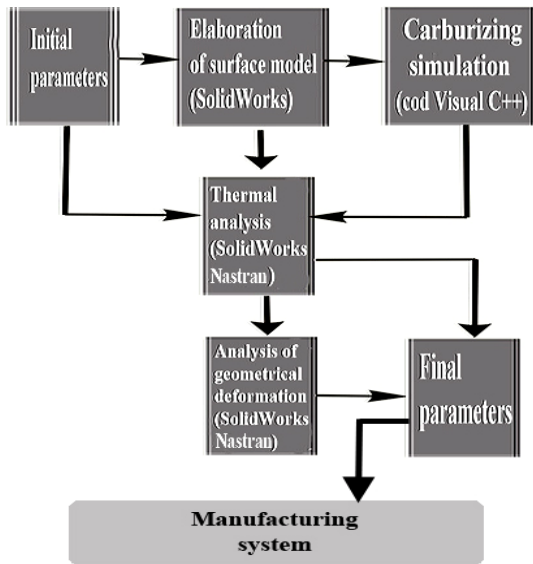 Initial
parameters
Elaboration
of surface model
(SolidWorks)
Carburizing
simulation
(cod Visual C++)
Thermal
analysis
(SolidWorks
Nastran)
Analysis of
geometrical
deformation
(SolidWorks
Nastran)
Final
parameters
Manufacturing
system